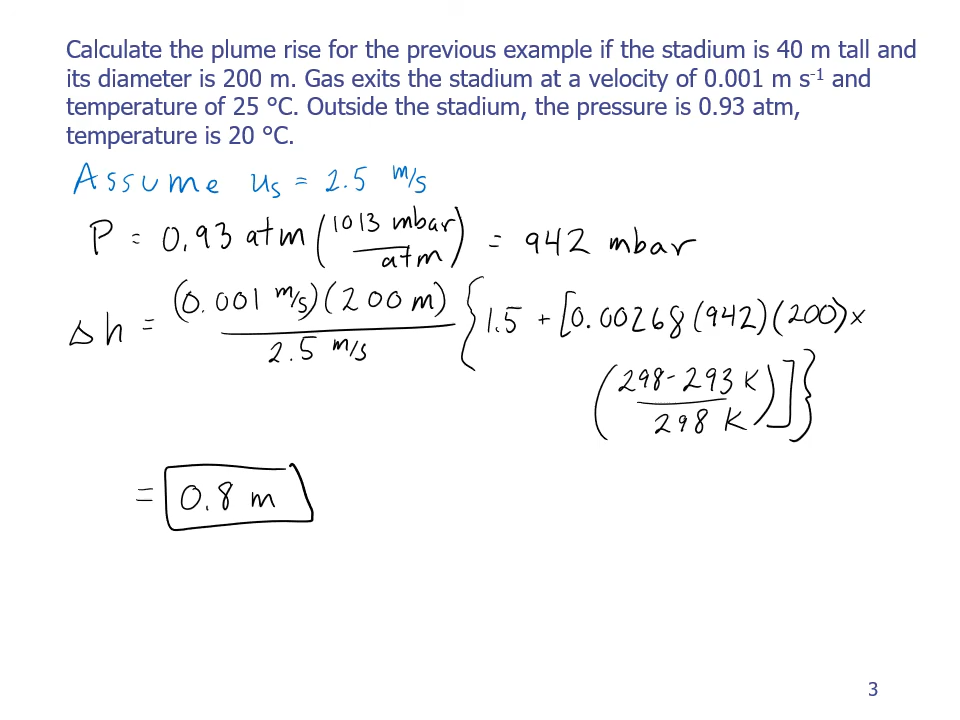 Calculate the plume rise for the previous example if the stadium is 40 m tall and
its diameter is 200 m. Gas exits the stadium at a velocity of 0.001 m s⁻¹ and
temperature of 25 °C. Outside the stadium, the pressure is 0.93 atm,
temperature is 20 °C.
Assume us = 2.5 m/s
P = 0.93 atm (1013 mbar / atm) = 942 mbar
Δh = (0.001 m/s)(200 m) / 2.5 m/s {1.5 + [0.00268(942)(200)×
(298-293 K / 298 K)]}
= 0.8 m
3